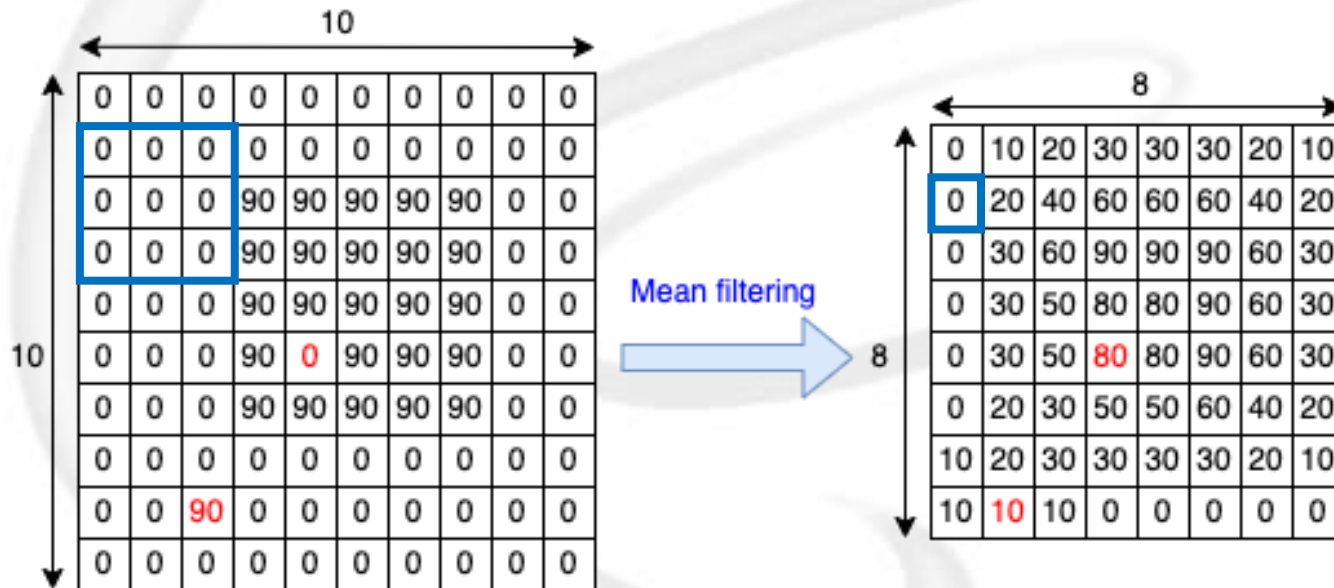 10
10
0 0 0 0 0 0 0 0 0 0
0 0 0 0 0 0 0 0 0 0
0 0 0 90 90 90 90 90 0 0
0 0 0 90 90 90 90 90 0 0
0 0 0 90 90 90 90 90 0 0
0 0 0 90 0 90 90 90 0 0
0 0 0 90 90 90 90 90 0 0
0 0 0 0 0 0 0 0 0 0
0 0 90 0 0 0 0 0 0 0
0 0 0 0 0 0 0 0 0 0
Mean filtering
8
8
0 10 20 30 30 30 20 10
0 20 40 60 60 60 40 20
0 30 60 90 90 90 60 30
0 30 50 80 80 90 60 30
0 30 50 80 80 90 60 30
0 20 30 50 50 60 40 20
10 20 30 30 30 30 20 10
10 10 10 0 0 0 0 0